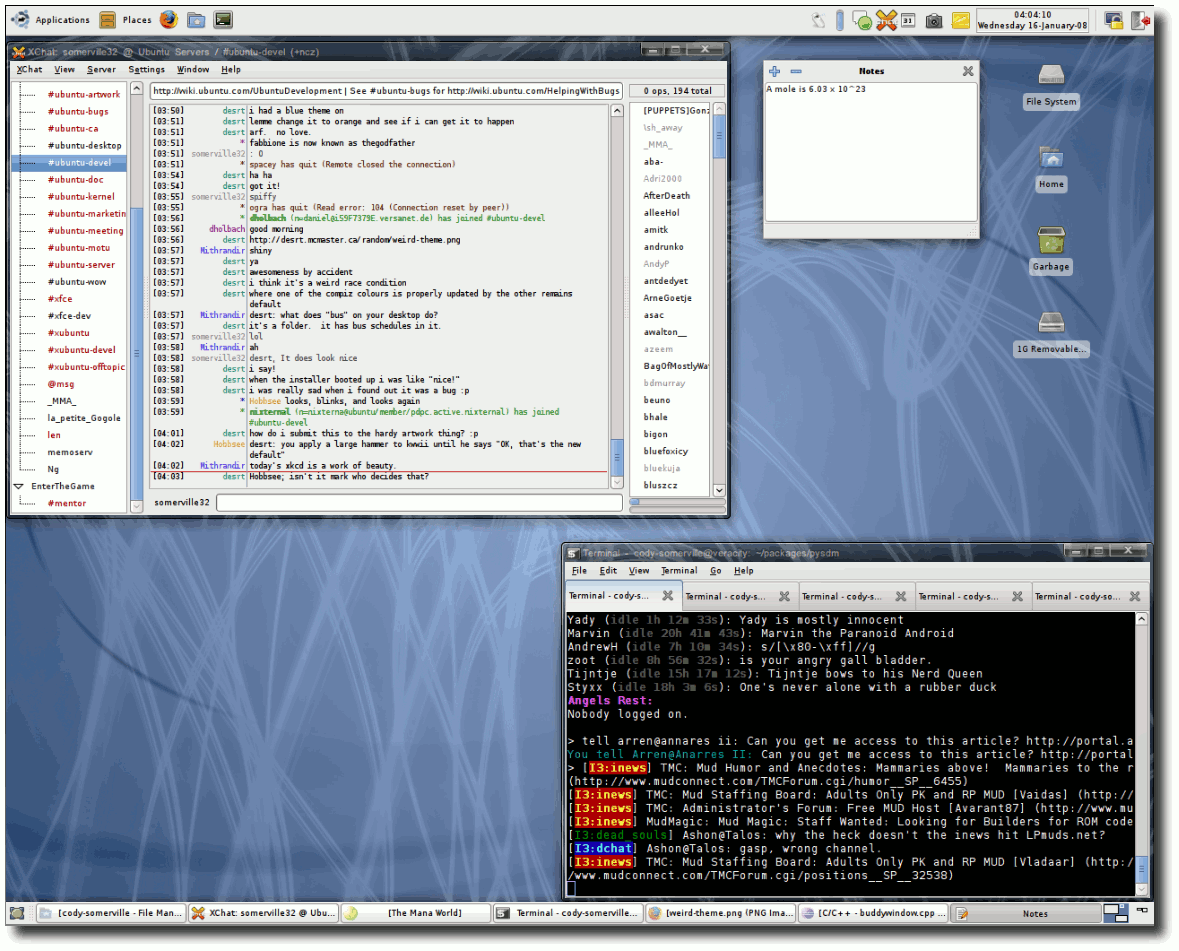 Applications Places
31
04:04:10
Wednesday 16-January-08
XChat: somerville32 @ Ubuntu Servers / #ubuntu-devel (+ncz)
XChat View Server Settings Window Help
#ubuntu-artwork
#ubuntu-bugs
#ubuntu-ca
#ubuntu-desktop
#ubuntu-devel
#ubuntu-doc
#ubuntu-kernel
#ubuntu-marketin
#ubuntu-meeting
#ubuntu-motu
#ubuntu-server
#ubuntu-wow
#xfce
#xfce-dev
#xubuntu
#xubuntu-devel
#xubuntu-offtopic
@msg
_MMA_
la_petite_Gogole
len
memoserv
Ng
EnterTheGame
#mentor
http://wiki.ubuntu.com/UbuntuDevelopment | See #ubuntu-bugs for http://wiki.ubuntu.com/HelpingWithBugs
[03:50] desrt i had a blue theme on
[03:51] desrt lemme change it to orange and see if i can get it to happen
[03:51] desrt arf. no love.
[03:51] * fabbione is now known as thegodfather
[03:51] somerville32 : O
[03:51] * spacey has quit (Remote closed the connection)
[03:54] desrt ha ha
[03:54] desrt got it!
[03:55] somerville32 spiffy
[03:55] * ogra has quit (Read error: 104 (Connection reset by peer))
[03:56] * dholbach (n=daniel@i59F7379E.versanet.de) has joined #ubuntu-devel
[03:56] dholbach good morning
[03:56] desrt http://desrt.mcmaster.ca/random/weird-theme.png
[03:57] Mithrandir shiny
[03:57] desrt ya
[03:57] desrt awesomeness by accident
[03:57] desrt i think it's a weird race condition
[03:57] desrt where one of the compiz colours is properly updated by the other remains
default
[03:57] Mithrandir desrt: what does "bus" on your desktop do?
[03:57] desrt it's a folder. it has bus schedules in it.
[03:57] somerville32 lol
[03:58] Mithrandir ah
[03:58] somerville32 desrt, It does look nice
[03:58] desrt i say!
[03:58] desrt when the installer booted up i was like "nice!"
[03:58] desrt i was really sad when i found out it was a bug :p
[03:59] * Hobbsee looks, blinks, and looks again
[03:59] * nixternal (n=nixterna@ubuntu/member/pdpc.active.nixternal) has joined
#ubuntu-devel
[04:01] desrt how do i submit this to the hardy artwork thing? :p
[04:02] Hobbsee desrt: you apply a large hammer to kwwii until he says "OK, that's the new
default"
[04:02] Mithrandir today's xkcd is a work of beauty.
[04:03] desrt Hobbsee; isn't it mark who decides that?
somerville32
0 ops, 194 total
[PUPPETS]Gonz
\sh_away
_MMA_
aba-
Adri2000
AfterDeath
alleeHol
amitk
andrunko
AndyP
antdedyet
ArneGoetje
asac
awalton__
azeem
BagOfMostlyWa
bdmurray
beuno
bhale
bigon
bluefoxicy
bluekuja
bluszcz
Notes
A mole is 6.03 x 10^23
File System
Home
Garbage
1G Removable...
Terminal - cody-somerville@veracity: ~/packages/pysdm
File Edit View Terminal Go Help
Terminal - cody-s... Terminal - cody-s... Terminal - cody-s... Terminal - cody-s... Terminal - cody-so...
Yady (idle 1h 12m 33s): Yady is mostly innocent
Marvin (idle 20h 41m 43s): Marvin the Paranoid Android
AndrewH (idle 7h 10m 34s): s/[\x80-\xff]//g
zoot (idle 8h 56m 32s): is your angry gall bladder.
Tijntje (idle 15h 17m 12s): Tijntje bows to his Nerd Queen
Styxx (idle 18h 3m 6s): One's never alone with a rubber duck
Angels Rest:
Nobody logged on.
> tell arren@annares ii: Can you get me access to this article? http://portal.a
You tell Arren@Anarres II: Can you get me access to this article? http://portal
> [I3:inews] TMC: Mud Humor and Anecdotes: Mammaries above! Mammaries to the r
(http://www.mudconnect.com/TMCForum.cgi/humor__SP__6455)
[I3:inews] TMC: Mud Staffing Board: Adults Only PK and RP MUD [Vaidas] (http://
[I3:inews] TMC: Administrator's Forum: Free MUD Host [Avarant87] (http://www.mu
[I3:inews] MudMagic: Mud Magic: Staff Wanted: Looking for Builders for ROM code
[I3:dead_souls] Ashon@Talos: why the heck doesn't the inews hit LPmuds.net?
[I3:dchat] Ashon@Talos: gasp, wrong channel.
[I3:inews] TMC: Mud Staffing Board: Adults Only PK and RP MUD [Vladaar] (http:/
/www.mudconnect.com/TMCForum.cgi/positions__SP__32538)
[cody-somerville - File Man... XChat: somerville32 @ Ubu... [The Mana World] Terminal - cody-somerville... [weird-theme.png (PNG Ima... [C/C++ - buddywindow.cpp ... Notes